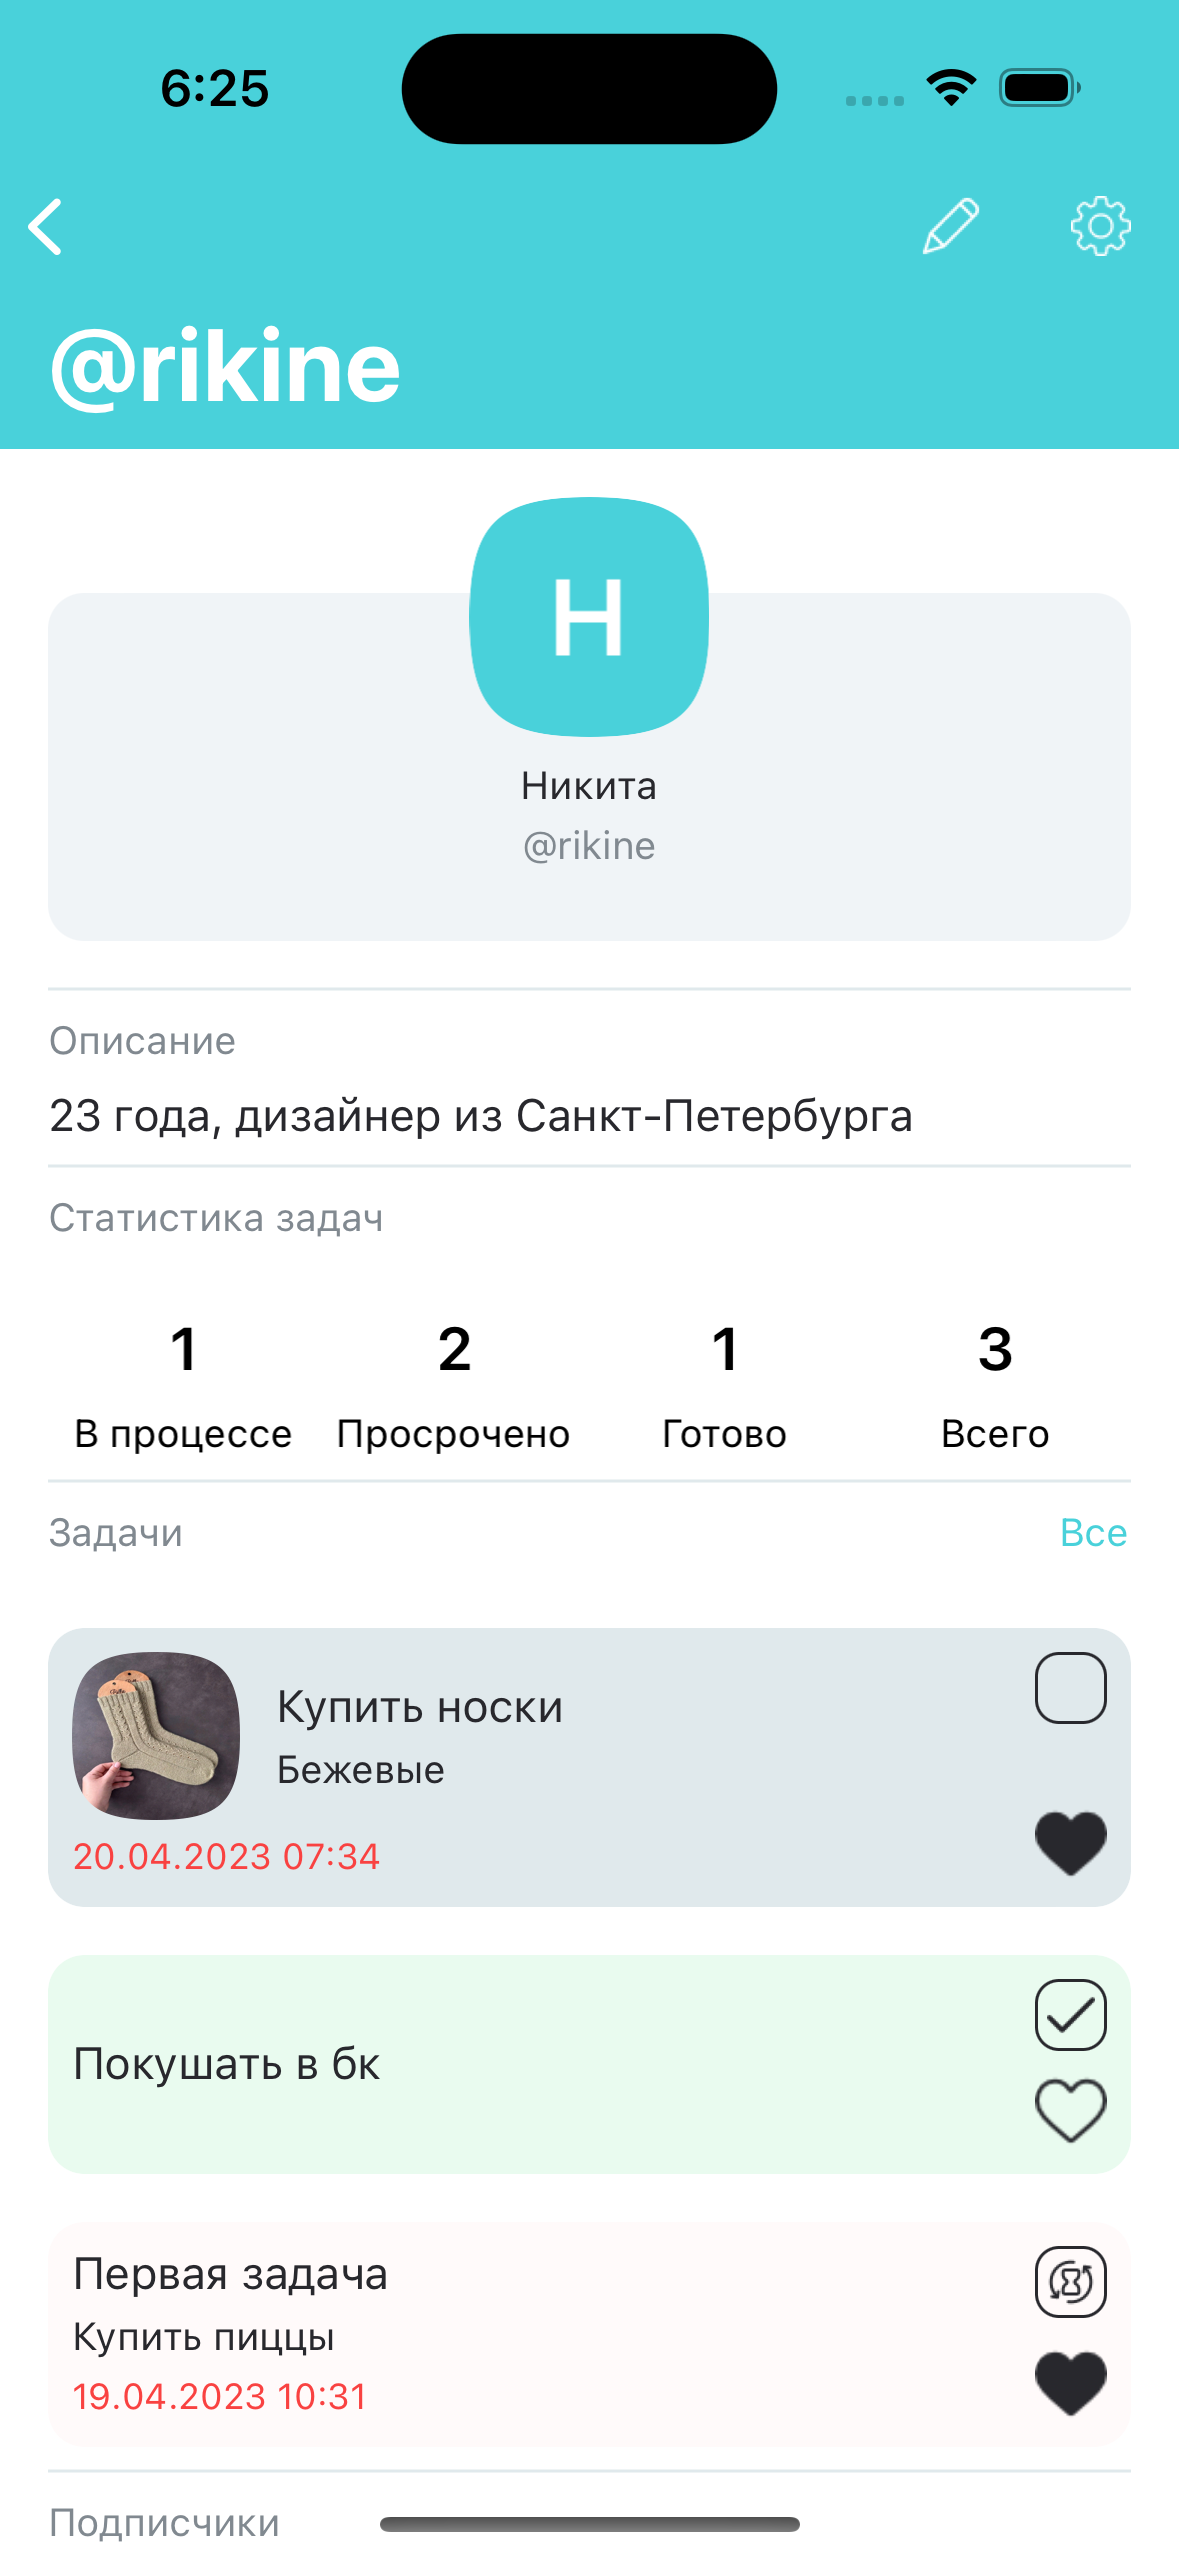 6:25
@rikine
Н
Никита
@rikine
Описание
23 года, дизайнер из Санкт-Петербурга
Статистика задач
1 2 1 3
В процессе Просрочено Готово Всего
Задачи Все
Купить носки
Бежевые
20.04.2023 07:34
Покушать в бк
Первая задача
Купить пиццы
19.04.2023 10:31
Подписчики